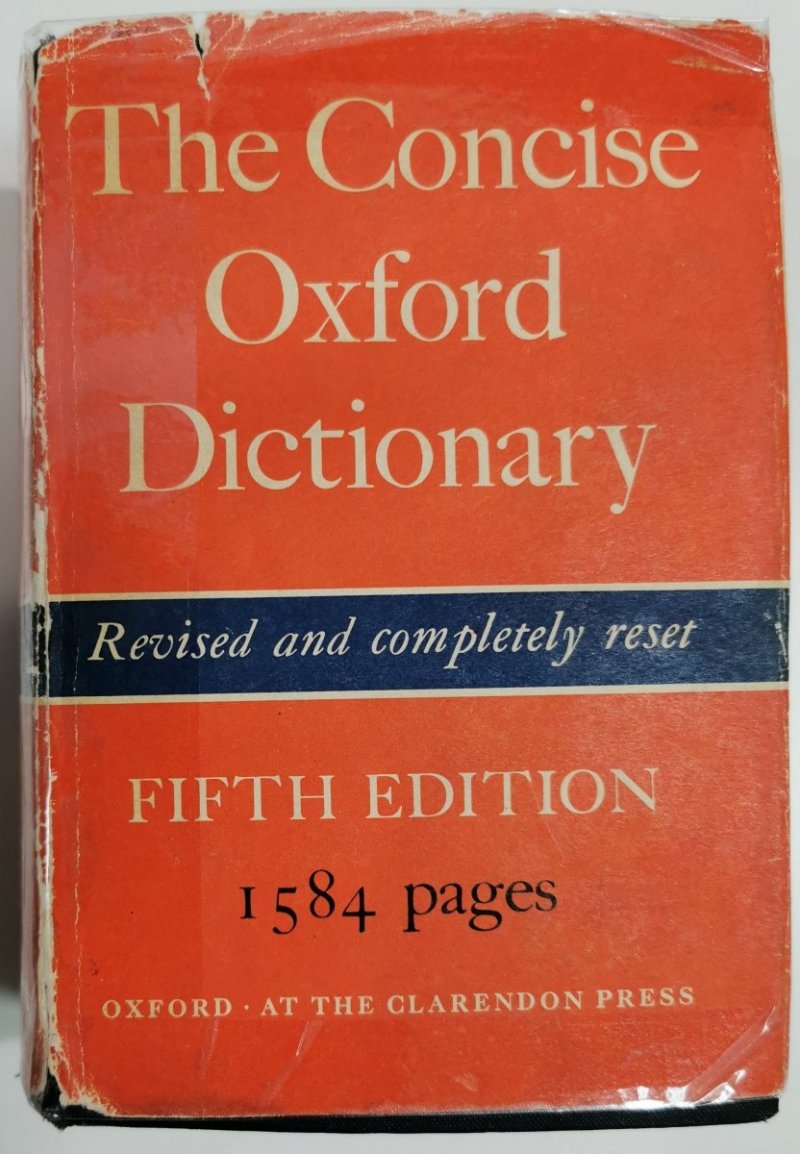 The Concise
Oxford
Dictionary
Revised and completely reset
FIFTH EDITION
1584 pages
OXFORD · AT THE CLARENDON PRESS